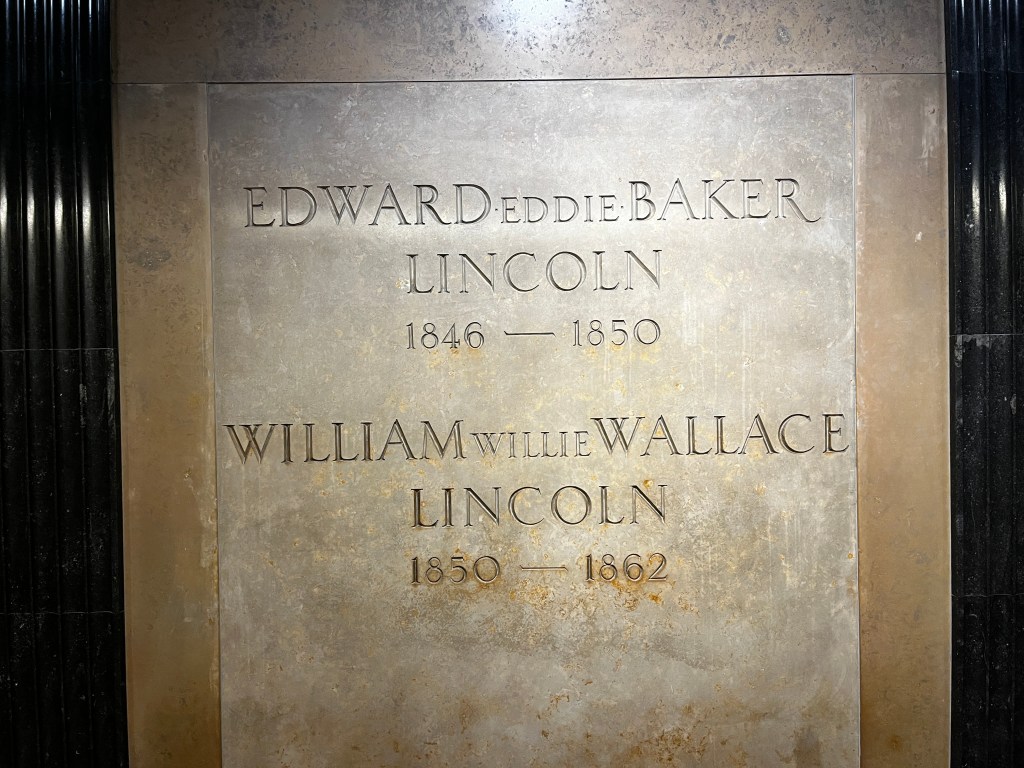 EDWARD·EDDIE·BAKER
LINCOLN
1846 — 1850
WILLIAM WILLIE WALLACE
LINCOLN
1850 — 1862